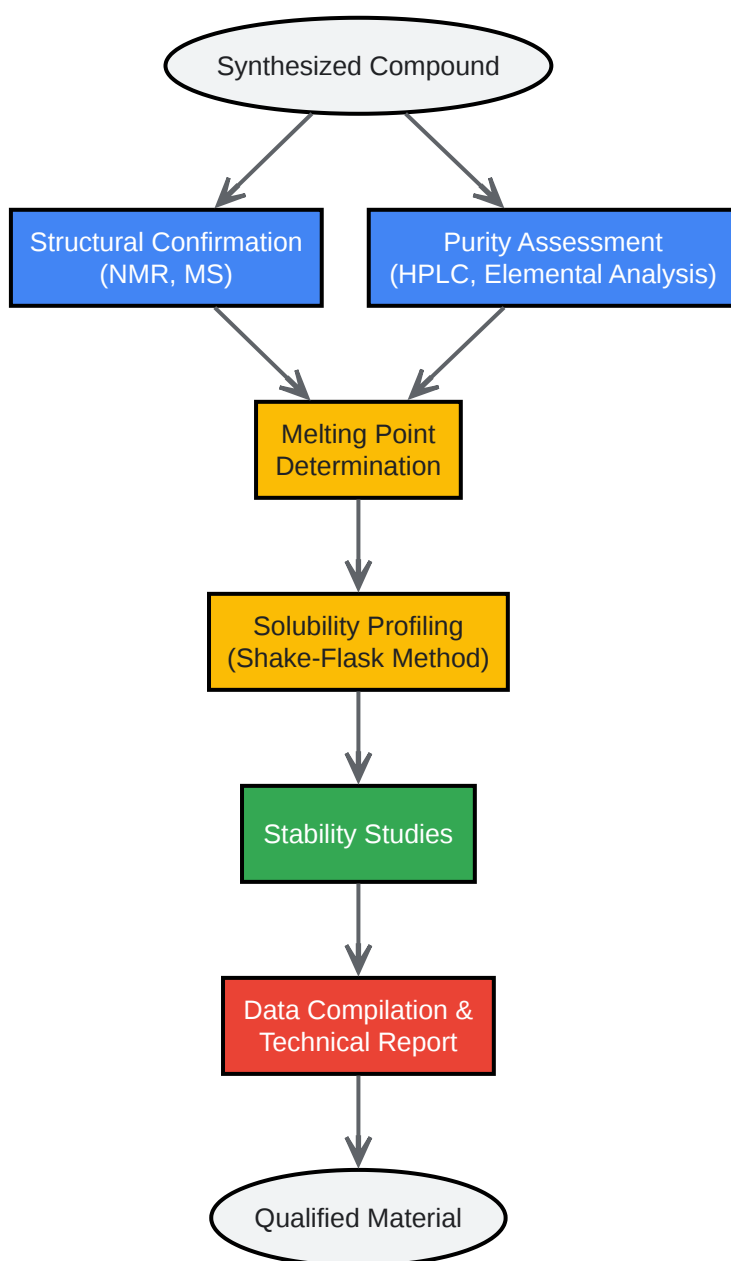 Synthesized Compound
Structural Confirmation
(NMR, MS)
Purity Assessment
(HPLC, Elemental Analysis)
Melting Point
Determination
Solubility Profiling
(Shake-Flask Method)
Stability Studies
Data Compilation &
Technical Report
Qualified Material